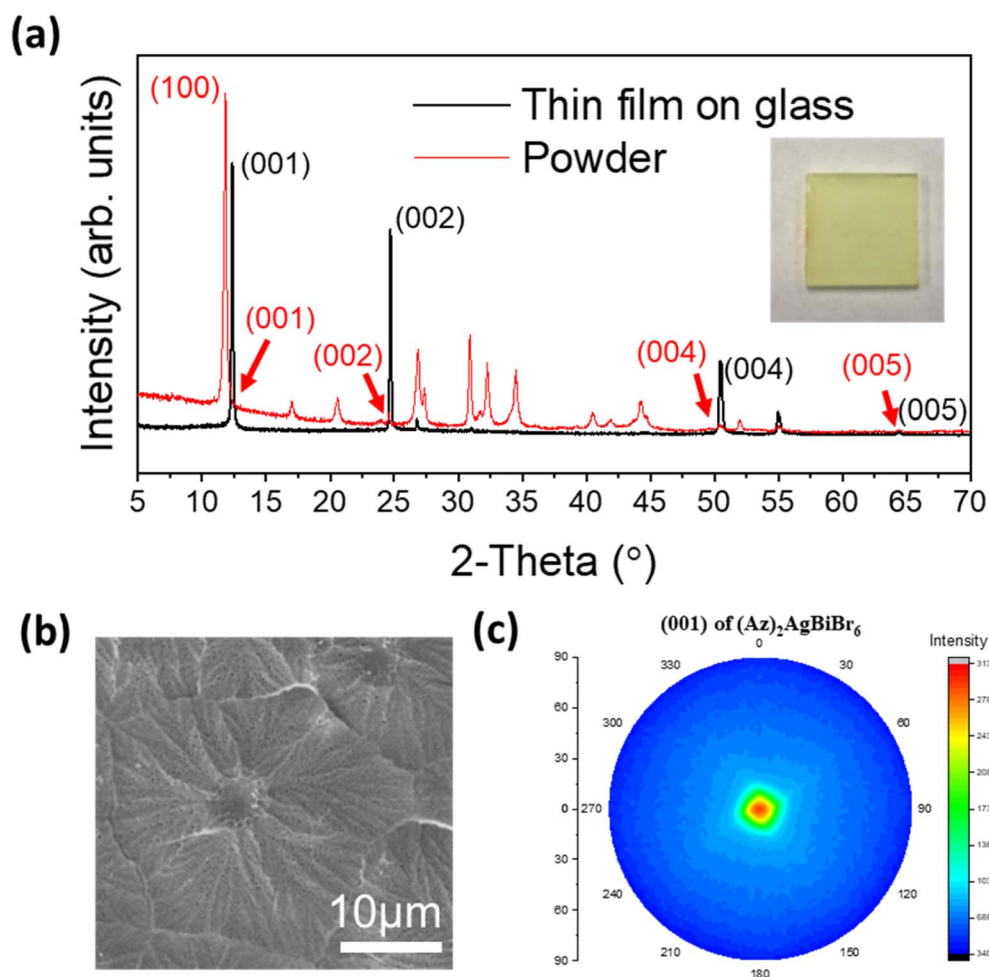 (a)
Intensity (arb. units)
(100)
(001)
(002)
(001)
(002)
(004)
(004)
(005)
(005)
Thin film on glass
Powder
5 10 15 20 25 30 35 40 45 50 55 60 65 70
2-Theta (°)
(b)
10µm
(c)
(001) of (Az)₂AgBiBr₆
Intensity
90
60
30
0
30
60
90
0
30
60
90
120
150
180
210
240
270
300
330